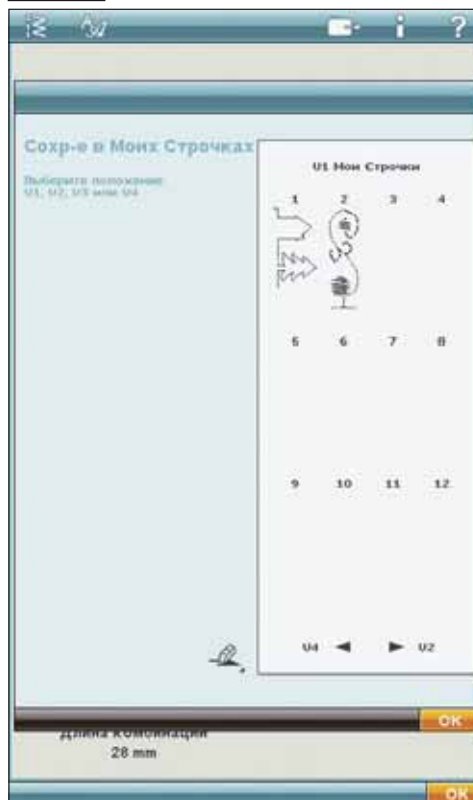 ?
Сохр-е в Моих Строчках
Выберите положение
U1, U2, U3 или U4
U1 Мои Строчки
1 2 3 4
5 6 7 8
9 10 11 12
U4 U2
OK
Длина комбинации
28 mm
OK